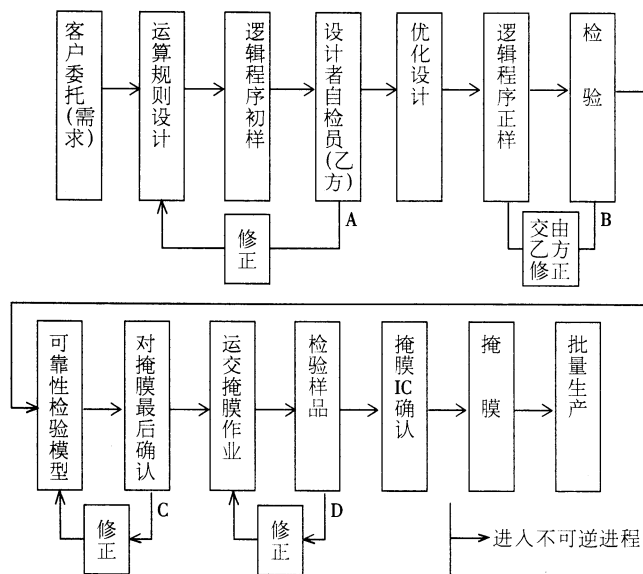 客户委托(需求)
运算规则设计
逻辑程序初样
设计者自检员(乙方)
优化设计
逻辑程序正样
检验
A
修正
B
交由
乙方
修正
可靠性检验模型
对掩膜最后确认
运交掩膜作业
检验样品
掩膜IC确认
掩膜
批量生产
C
修正
D
修正
进入不可逆进程